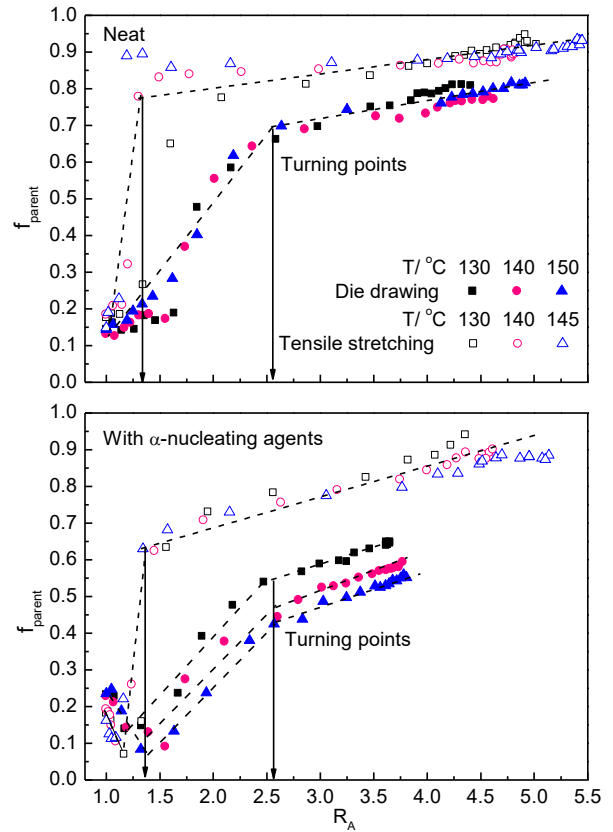 1.0
Neat
0.9
0.8
0.7
0.6
Turning points
0.5
f_parent
0.4
T/ °C 130 140 150
0.3
Die drawing
0.2
T/ °C 130 140 145
0.1
Tensile stretching
0.0
1.0
With α-nucleating agents
0.9
0.8
0.7
0.6
0.5
f_parent
0.4
Turning points
0.3
0.2
0.1
0.0
1.0 1.5 2.0 2.5 3.0 3.5 4.0 4.5 5.0 5.5
R_A